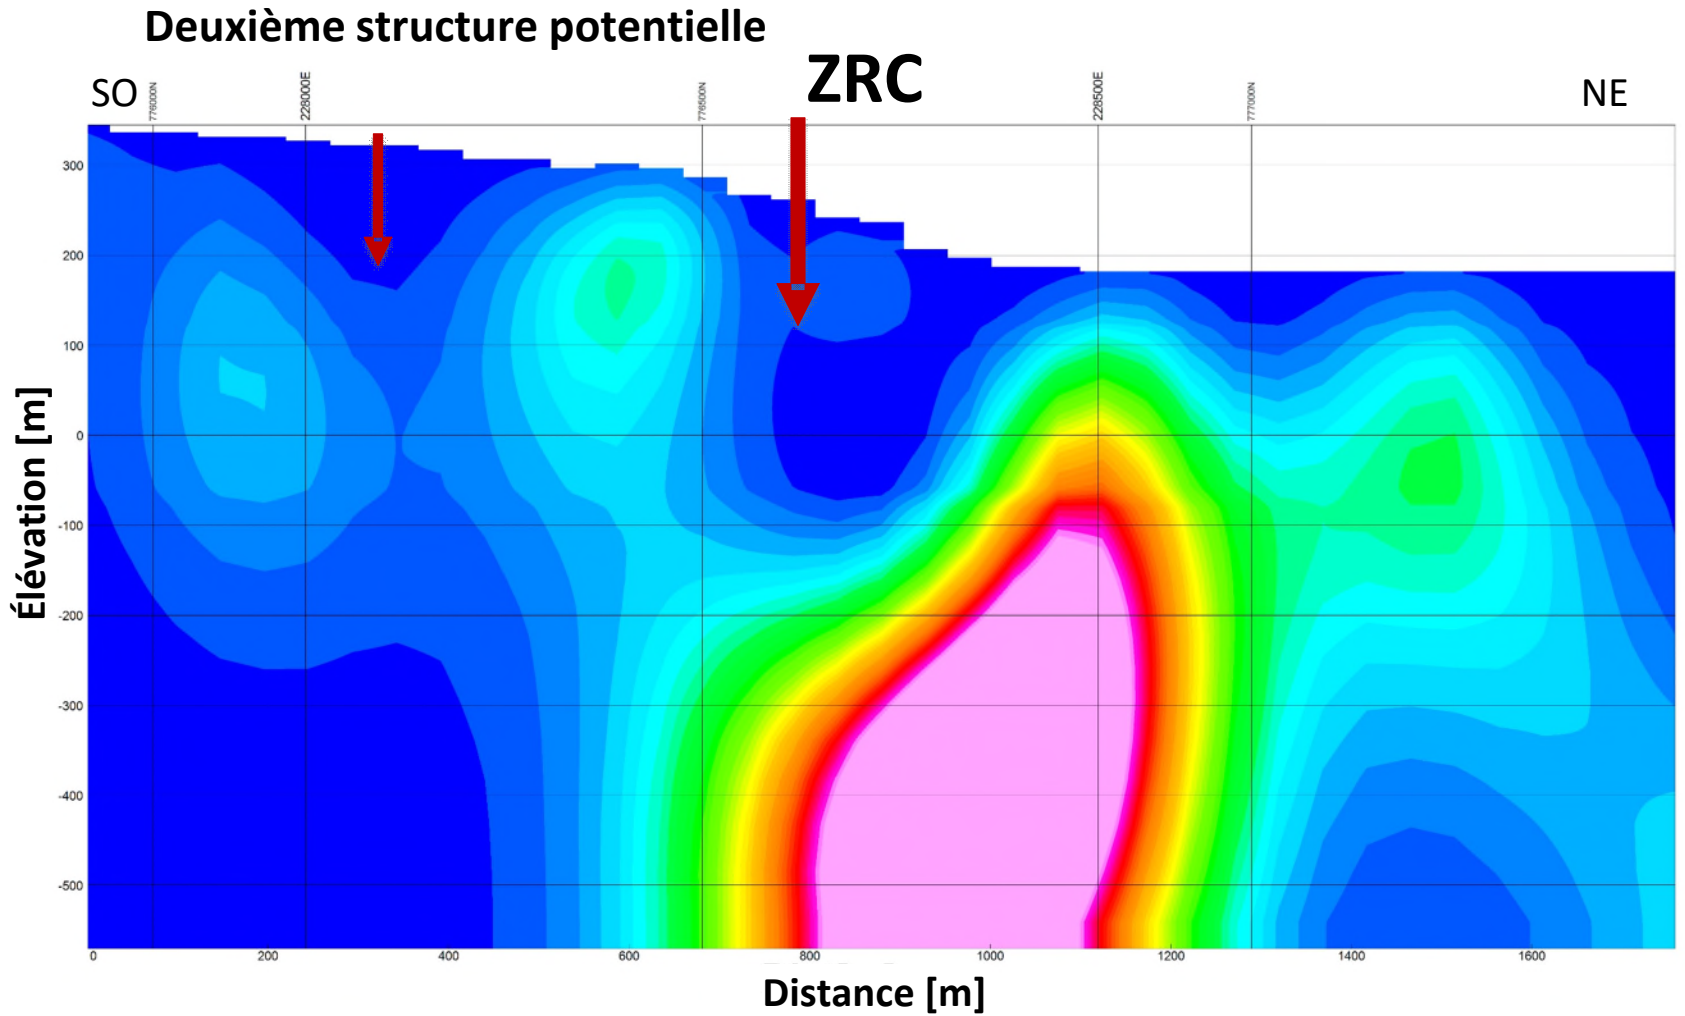 Deuxième structure potentielle
ZRC
SO
776000N
228000E
776500N
228500E
777000N
NE
300
200
100
0
-100
-200
-300
-400
-500
Élévation [m]
0 200 400 600 800 1000 1200 1400 1600
Distance [m]